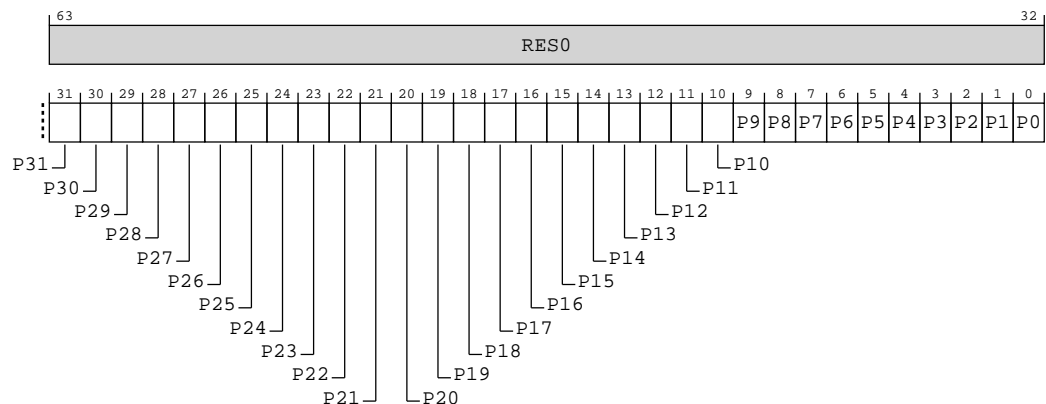 63 32
RES0
31 30 29 28 27 26 25 24 23 22 21 20 19 18 17 16 15 14 13 12 11 10 9 8 7 6 5 4 3 2 1 0
P9 P8 P7 P6 P5 P4 P3 P2 P1 P0
P31 P10
P30 P11
P29 P12
P28 P13
P27 P14
P26 P15
P25 P16
P24 P17
P23 P18
P22 P19
P21 P20